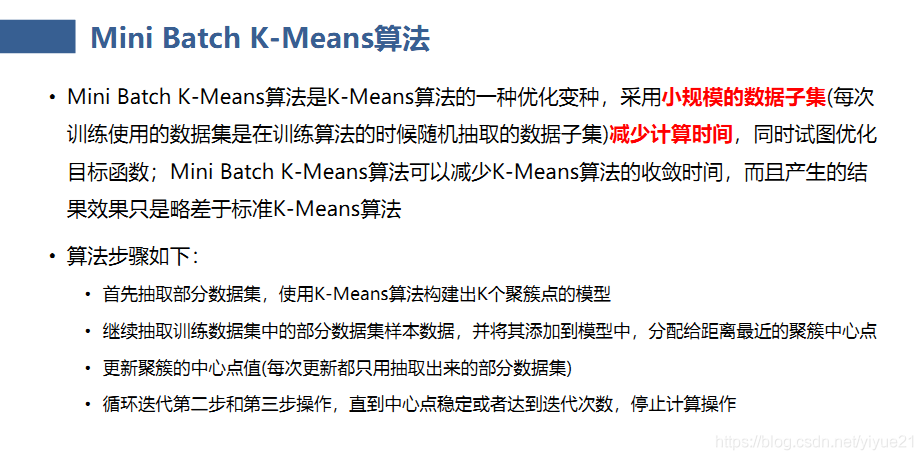 Mini Batch K-Means算法
• Mini Batch K-Means算法是K-Means算法的一种优化变种，采用小规模的数据子集(每次
训练使用的数据集是在训练算法的时候随机抽取的数据子集)减少计算时间，同时试图优化
目标函数；Mini Batch K-Means算法可以减少K-Means算法的收敛时间，而且产生的结
果效果只是略差于标准K-Means算法
• 算法步骤如下：
• 首先抽取部分数据集，使用K-Means算法构建出K个聚簇点的模型
• 继续抽取训练数据集中的部分数据集样本数据，并将其添加到模型中，分配给距离最近的聚簇中心点
• 更新聚簇的中心点值(每次更新都只用抽取出来的部分数据集)
• 循环迭代第二步和第三步操作，直到中心点稳定或者达到迭代次数，停止计算操作
https://blog.csdn.net/yiyue21